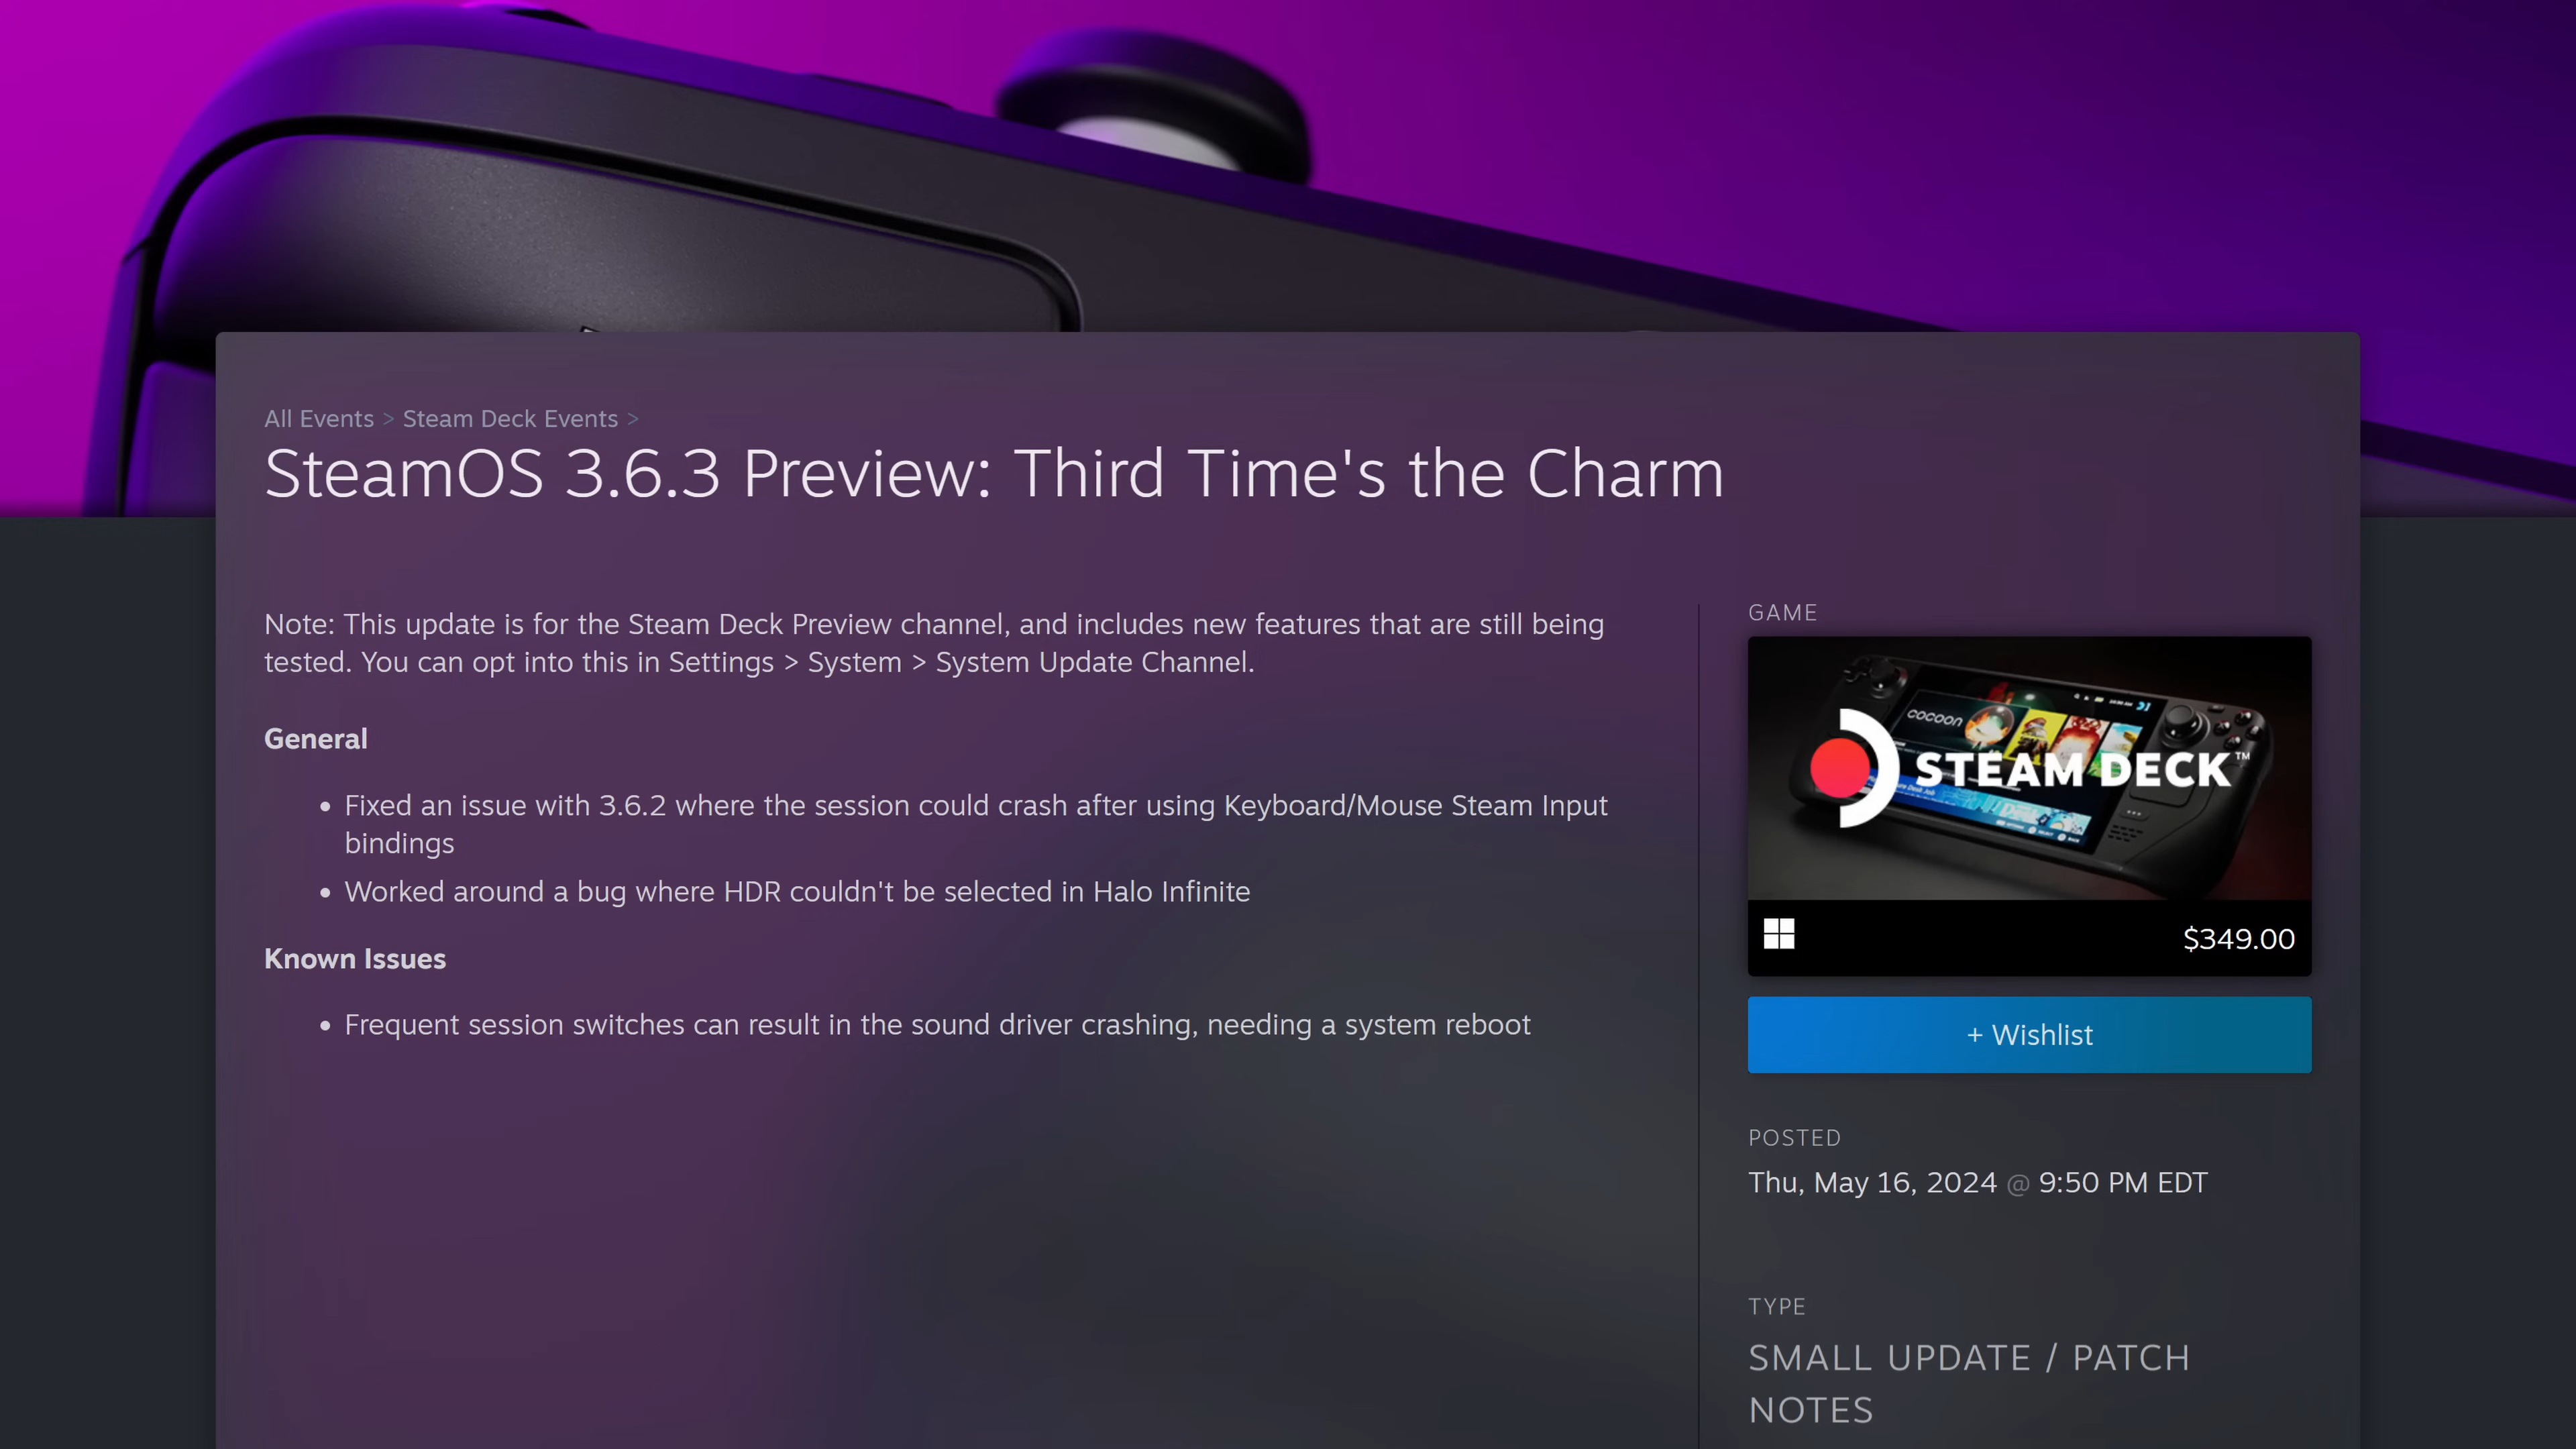 All Events > Steam Deck Events >
SteamOS 3.6.3 Preview: Third Time's the Charm
Note: This update is for the Steam Deck Preview channel, and includes new features that are still being
tested. You can opt into this in Settings > System > System Update Channel.
General
• Fixed an issue with 3.6.2 where the session could crash after using Keyboard/Mouse Steam Input
bindings
• Worked around a bug where HDR couldn't be selected in Halo Infinite
Known Issues
• Frequent session switches can result in the sound driver crashing, needing a system reboot
GAME
COCOON
STEAM DECK™
$349.00
+ Wishlist
POSTED
Thu, May 16, 2024 @ 9:50 PM EDT
TYPE
SMALL UPDATE / PATCH
NOTES